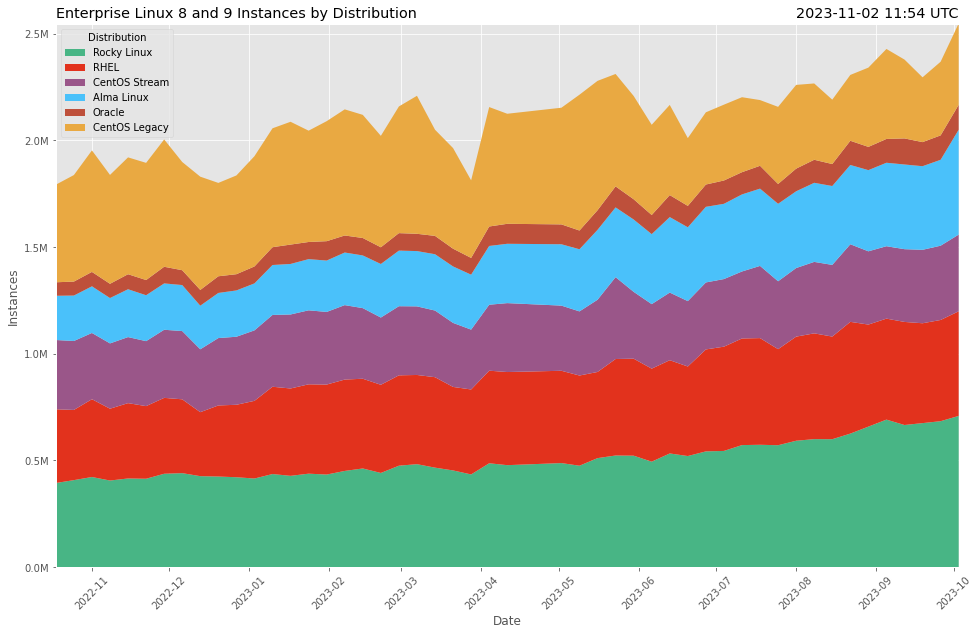 Enterprise Linux 8 and 9 Instances by Distribution
2023-11-02 11:54 UTC
Distribution
Rocky Linux
RHEL
CentOS Stream
Alma Linux
Oracle
CentOS Legacy
2.5M
2.0M
1.5M
1.0M
0.5M
0.0M
Instances
2022-11
2022-12
2023-01
2023-02
2023-03
2023-04
2023-05
2023-06
2023-07
2023-08
2023-09
2023-10
Date